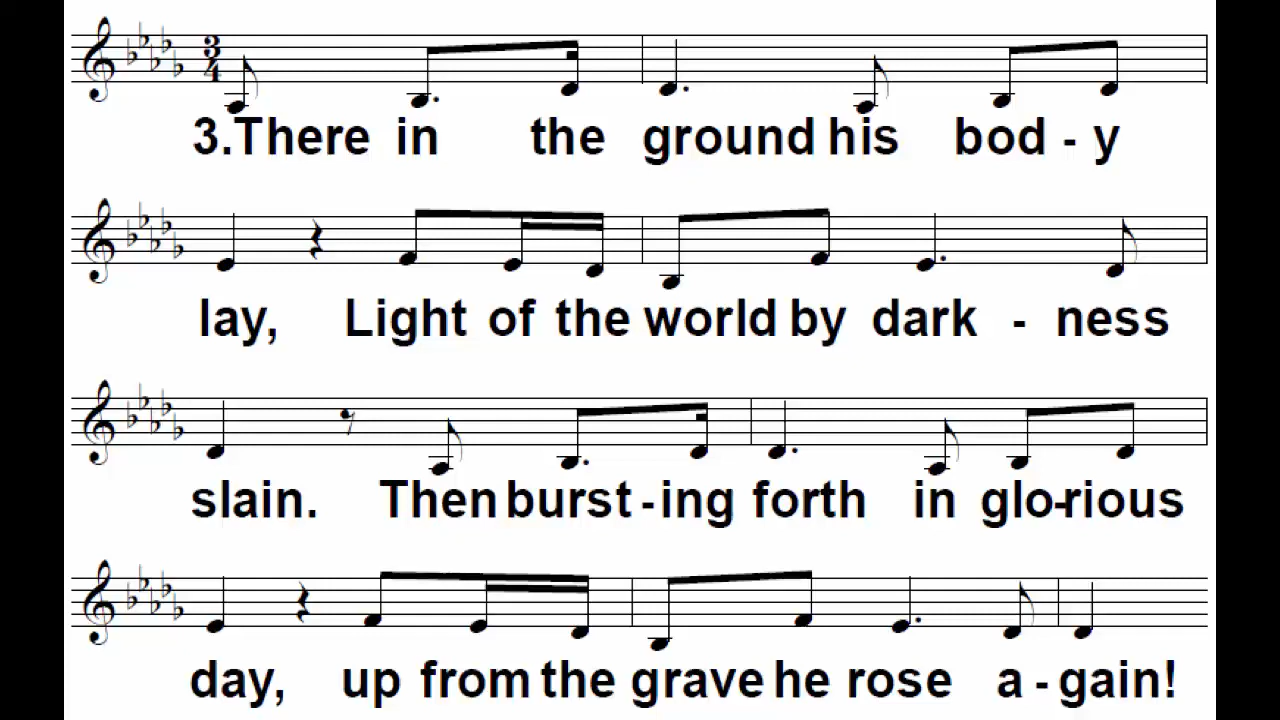 3.There in the ground his bod - y
lay, Light of the world by dark - ness
slain. Then burst - ing forth in glo-rious
day, up from the grave he rose a - gain!